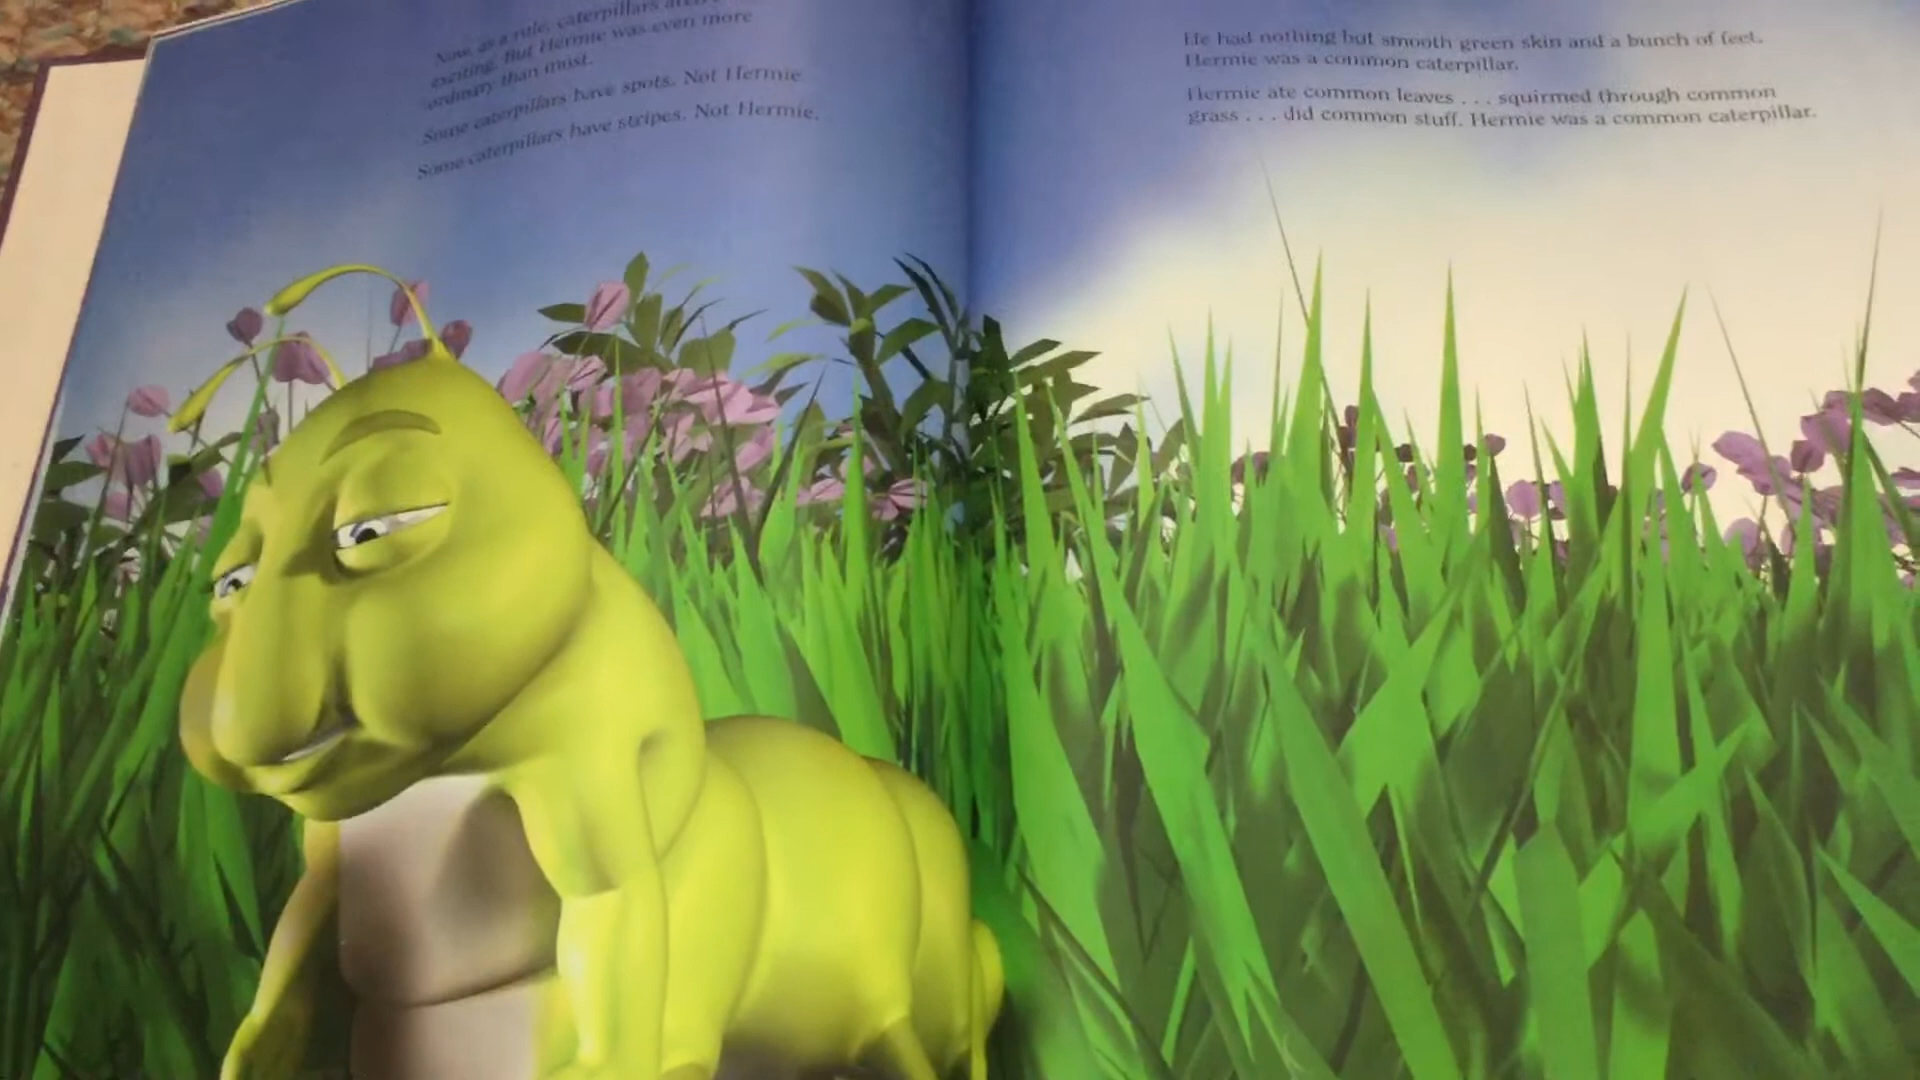 Now, as a rule, caterpillars aren't
exciting. But Hermie was even more
ordinary than most.
Some caterpillars have spots. Not Hermie
Some caterpillars have stripes. Not Hermie.
He had nothing but smooth green skin and a bunch of feet.
Hermie was a common caterpillar.
Hermie ate common leaves . . . squirmed through common
grass . . . did common stuff. Hermie was a common caterpillar.